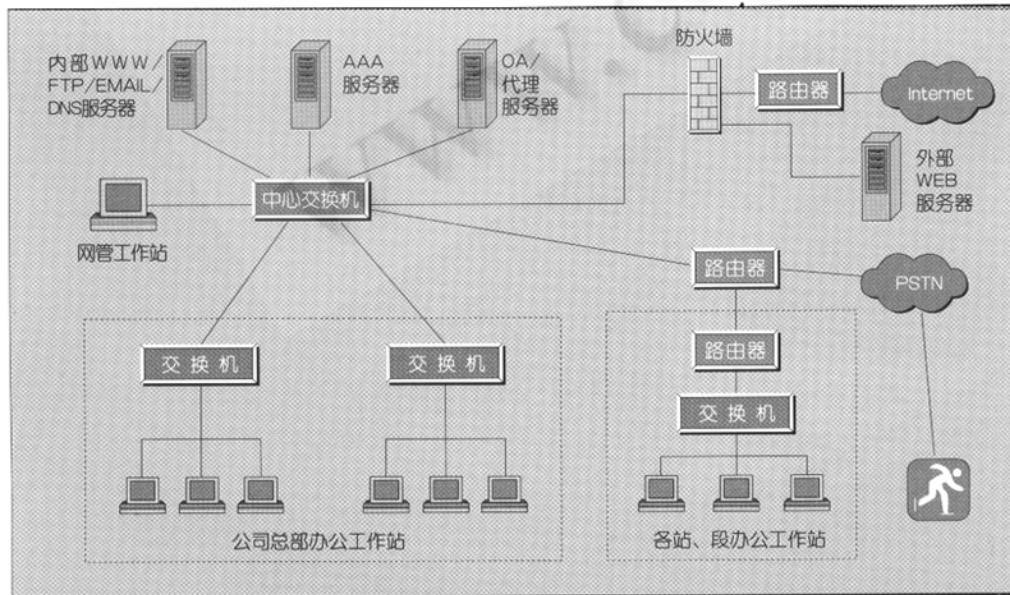 内部WWW/
FTP/EMAIL/
DNS服务器
AAA
服务器
OA/
代理
服务器
防火墙
路由器
Internet
外部
WEB
服务器
中心交换机
网管工作站
路由器
PSTN
交换机
交换机
路由器
交换机
公司总部办公工作站
各站、段办公工作站